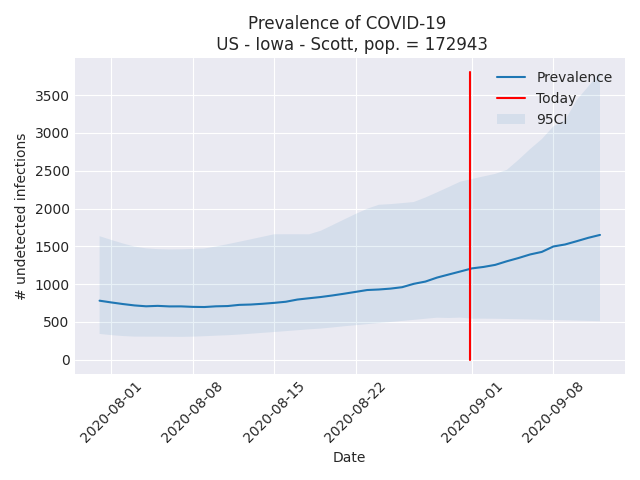 Prevalence of COVID-19
US - Iowa - Scott, pop. = 172943
Prevalence
Today
95CI
# undetected infections
3500
3000
2500
2000
1500
1000
500
0
2020-08-01
2020-08-08
2020-08-15
2020-08-22
2020-09-01
2020-09-08
Date